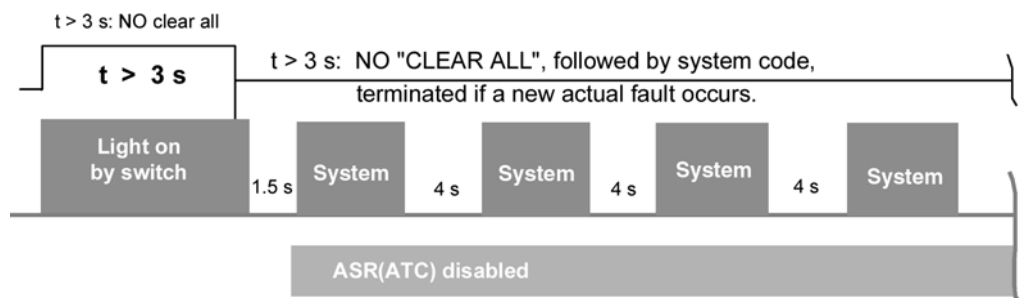 t > 3 s: NO clear all
t > 3 s
t > 3 s: NO "CLEAR ALL", followed by system code,
terminated if a new actual fault occurs.
Light on
by switch
1.5 s
System
4 s
System
4 s
System
4 s
System
ASR(ATC) disabled